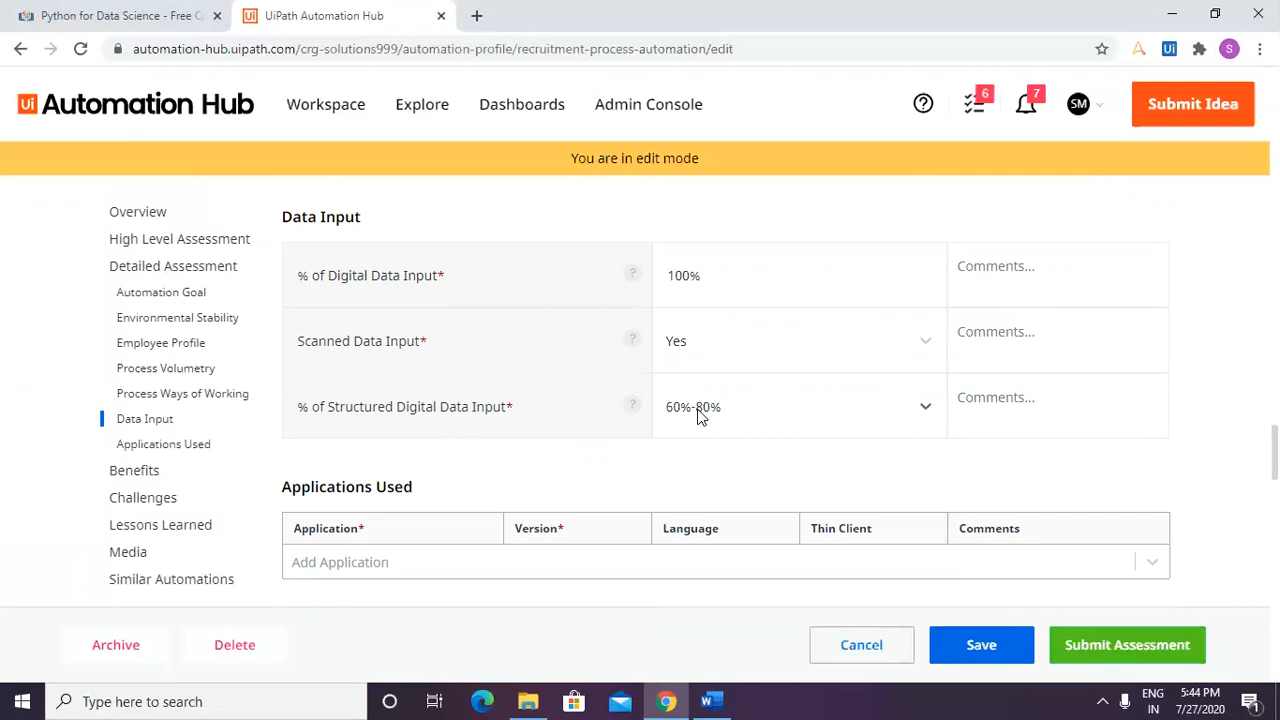 Python for Data Science - Free C
UiPath Automation Hub
automation-hub.uipath.com/crg-solutions999/automation-profile/recruitment-process-automation/edit
Ui
S
Ui Automation Hub
Workspace
Explore
Dashboards
Admin Console
6
7
SM
Submit Idea
You are in edit mode
Overview
High Level Assessment
Detailed Assessment
Automation Goal
Environmental Stability
Employee Profile
Process Volumetry
Process Ways of Working
Data Input
Applications Used
Benefits
Challenges
Lessons Learned
Media
Similar Automations
Data Input
% of Digital Data Input* ? 100% Comments...
Scanned Data Input* ? Yes Comments...
% of Structured Digital Data Input* ? 60%-80% Comments...
Applications Used
Application* Version* Language Thin Client Comments
Add Application
Archive
Delete
Cancel
Save
Submit Assessment
Type here to search
ENG
IN
5:44 PM
7/27/2020
1